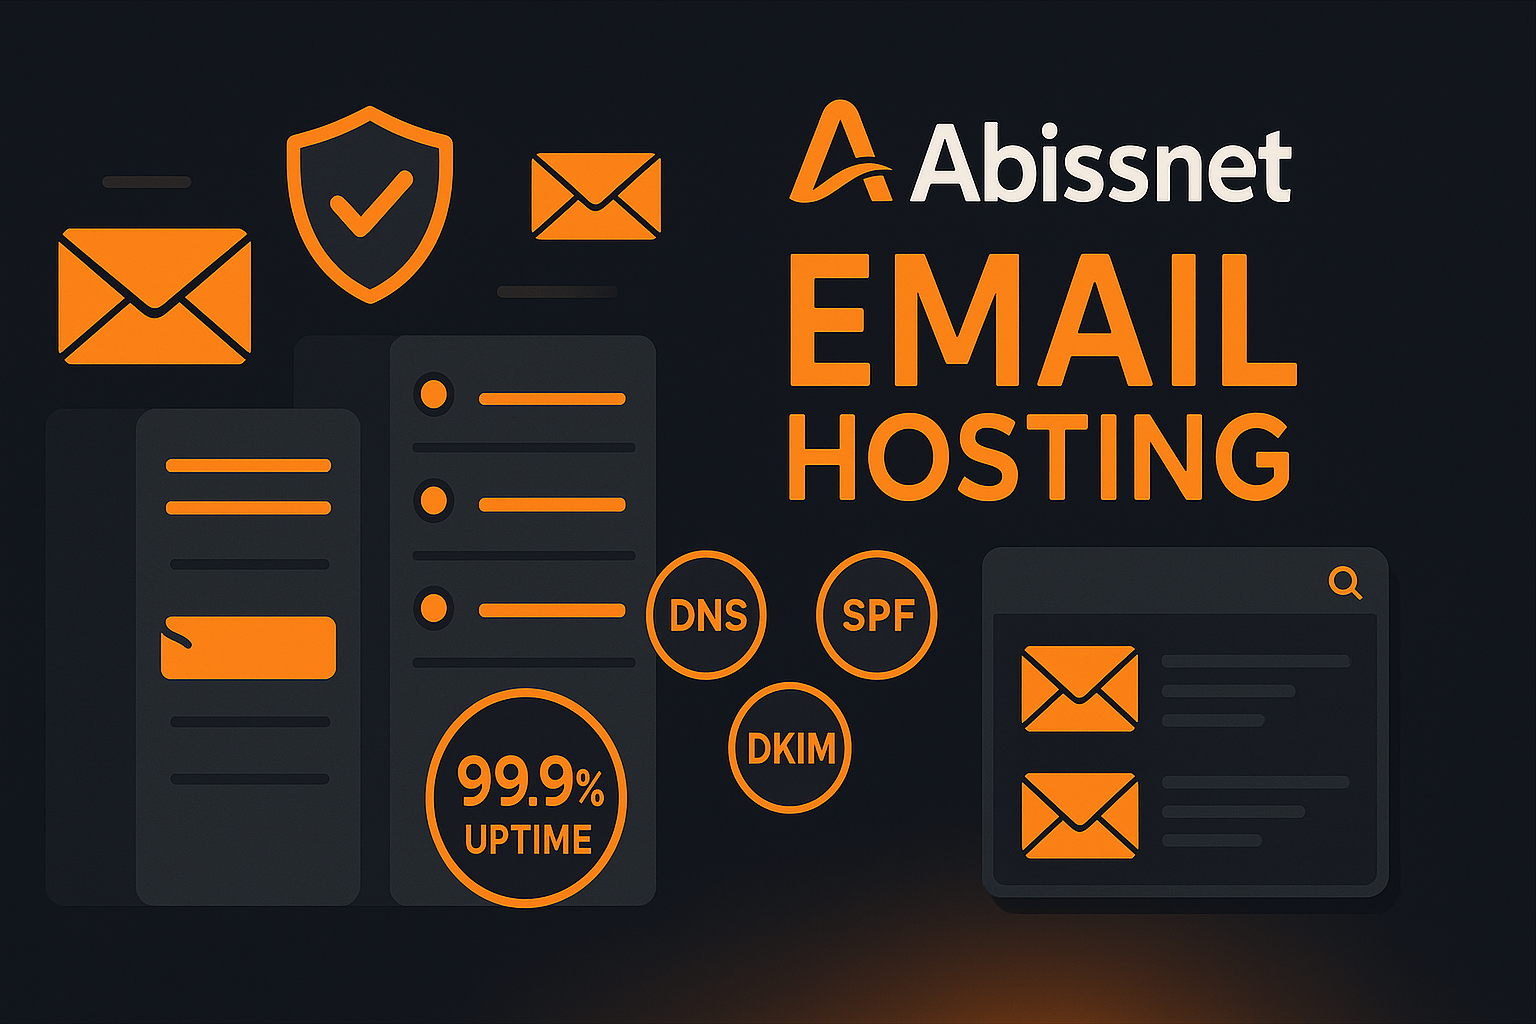 Abissnet
EMAIL
HOSTING
DNS
SPF
DKIM
99.9%
UPTIME